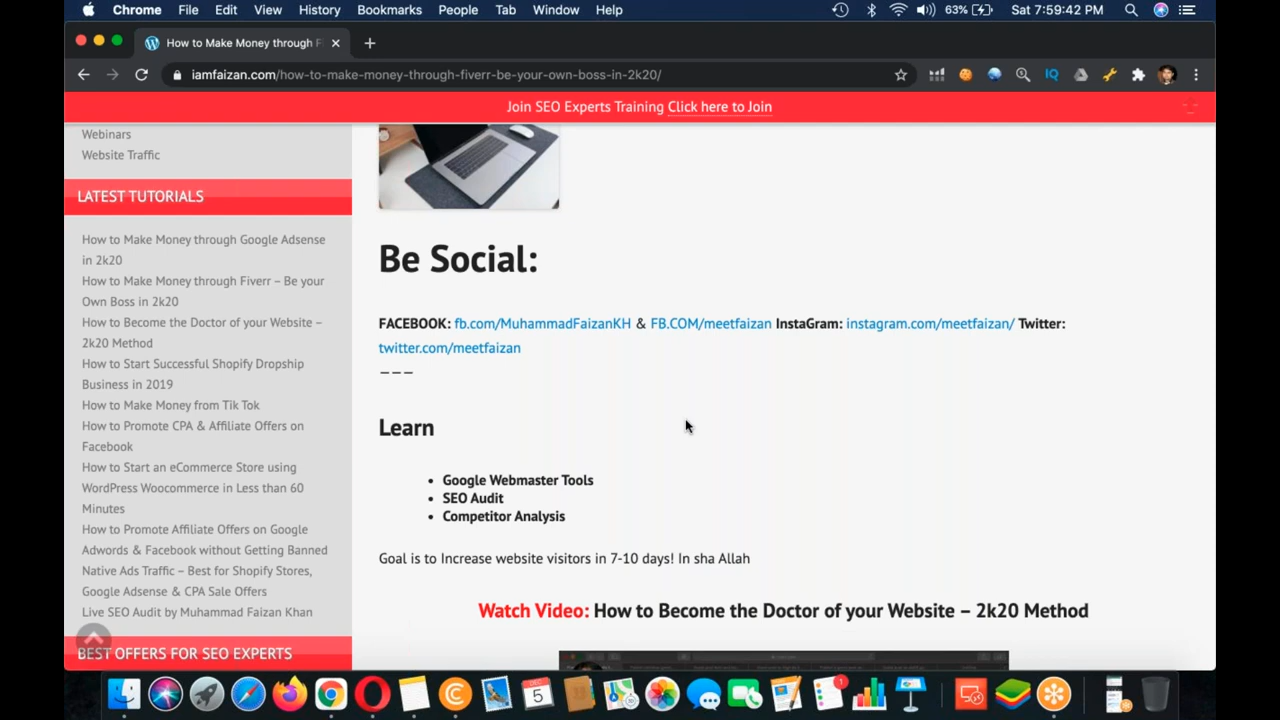 Chrome File Edit View History Bookmarks People Tab Window Help 63% Sat 7:59:42 PM
How to Make Money through F
iamfaizan.com/how-to-make-money-through-fiverr-be-your-own-boss-in-2k20/
IQ
Join SEO Experts Training Click here to Join
Webinars
Website Traffic
LATEST TUTORIALS
How to Make Money through Google Adsense
in 2k20
How to Make Money through Fiverr – Be your
Own Boss in 2k20
How to Become the Doctor of your Website –
2k20 Method
How to Start Successful Shopify Dropship
Business in 2019
How to Make Money from Tik Tok
How to Promote CPA & Affiliate Offers on
Facebook
How to Start an eCommerce Store using
WordPress Woocommerce in Less than 60
Minutes
How to Promote Affiliate Offers on Google
Adwords & Facebook without Getting Banned
Native Ads Traffic – Best for Shopify Stores,
Google Adsense & CPA Sale Offers
Live SEO Audit by Muhammad Faizan Khan
BEST OFFERS FOR SEO EXPERTS
Be Social:
FACEBOOK: fb.com/MuhammadFaizanKH & FB.COM/meetfaizan InstaGram: instagram.com/meetfaizan/ Twitter:
twitter.com/meetfaizan
———
Learn
• Google Webmaster Tools
• SEO Audit
• Competitor Analysis
Goal is to Increase website visitors in 7-10 days! In sha Allah
Watch Video: How to Become the Doctor of your Website – 2k20 Method
DEC
5
1